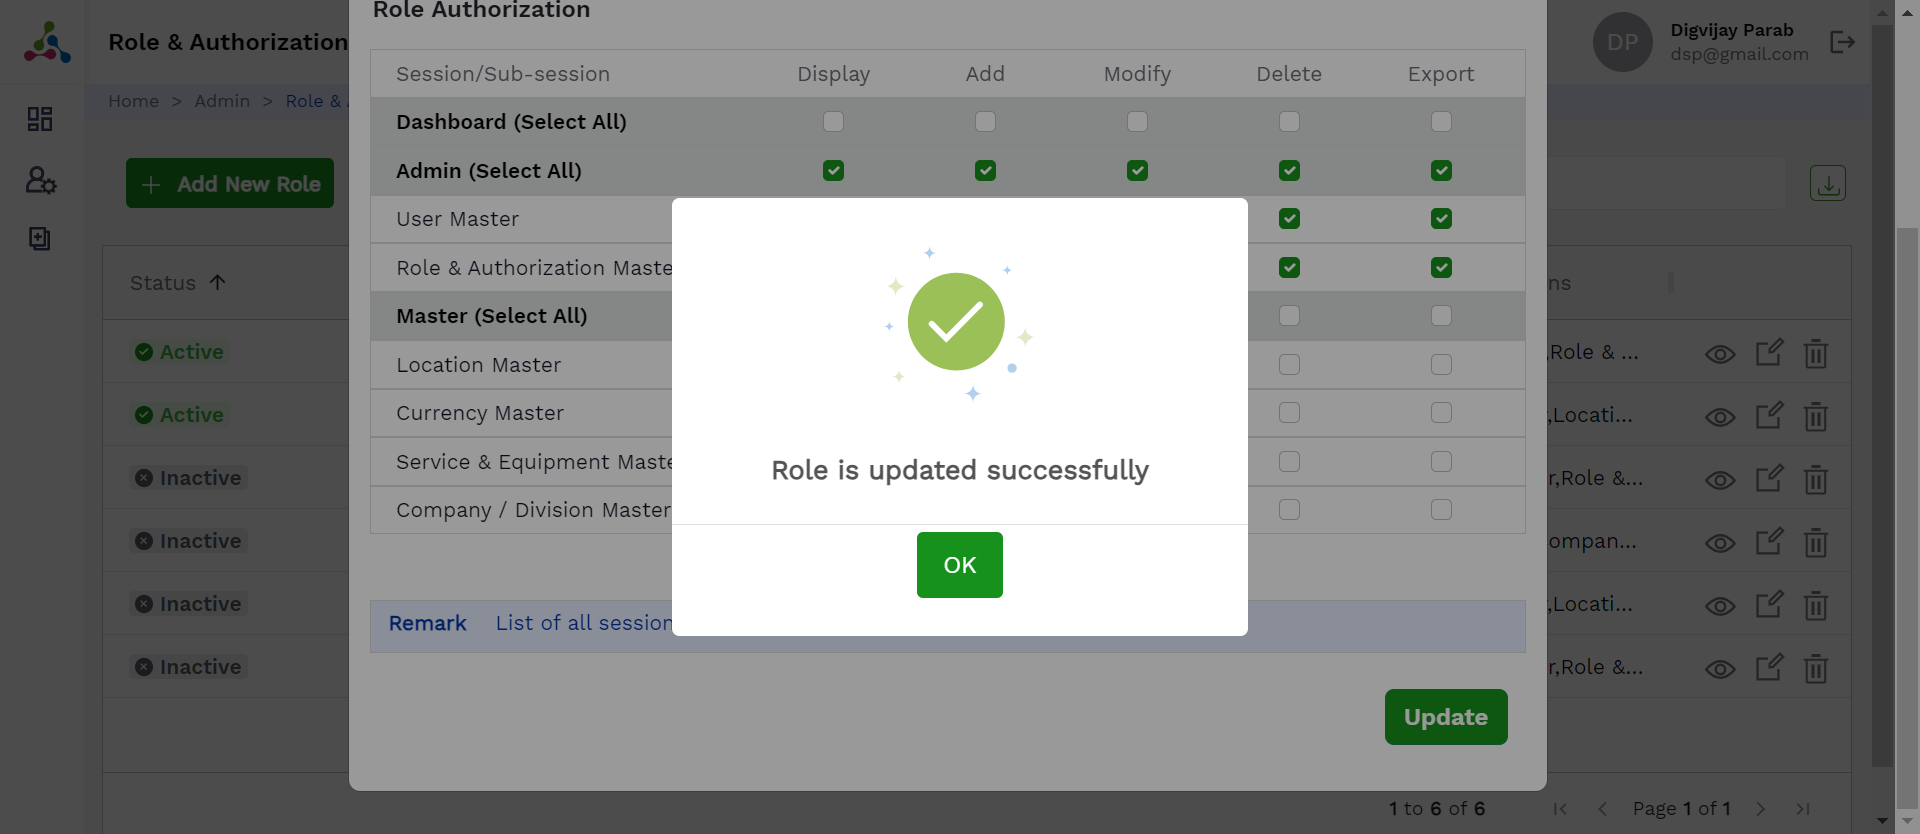 Role Authorization
Role & Authorization
DP
Digvijay Parab
dsp@gmail.com
Home > Admin > Role &
Add New Role
Session/Sub-session Display Add Modify Delete Export
Dashboard (Select All)
Admin (Select All)
User Master
Role & Authorization Maste
Master (Select All)
Location Master
Currency Master
Service & Equipment Maste
Company / Division Master
Role is updated successfully
OK
Remark List of all session
Update
Status ns
Active ,Role & ...
Active ,Locati...
Inactive r,Role &...
Inactive ompan...
Inactive ,Locati...
Inactive r,Role &...
1 to 6 of 6 Page 1 of 1